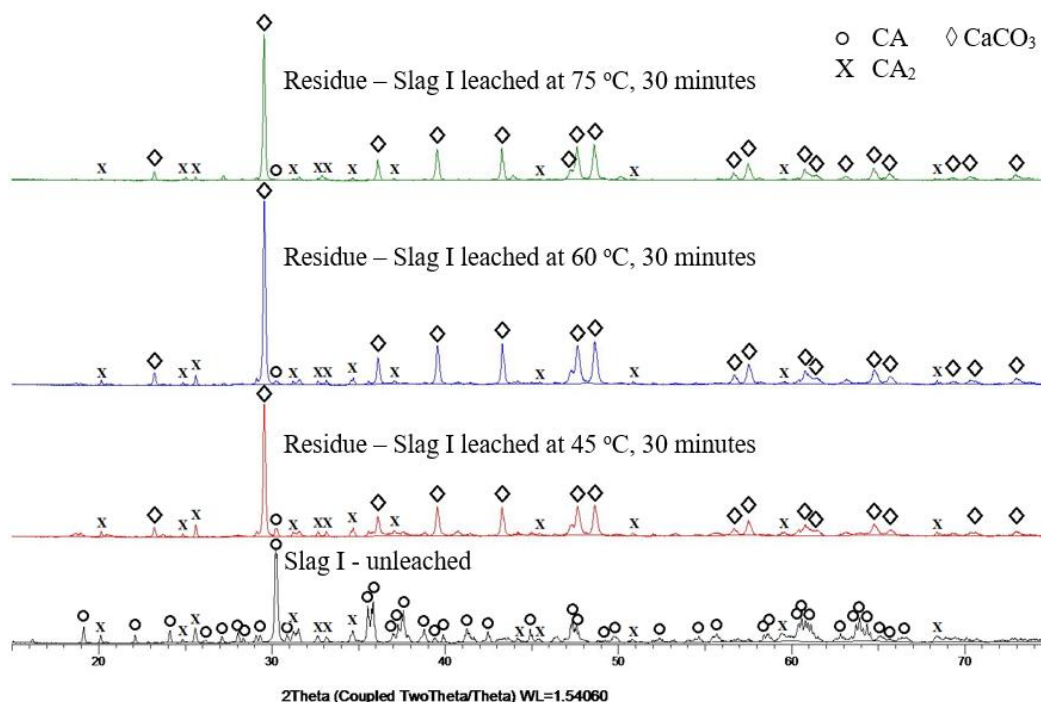 O CA ◊ CaCO₃
X CA₂
Residue – Slag I leached at 75 °C, 30 minutes
Residue – Slag I leached at 60 °C, 30 minutes
Residue – Slag I leached at 45 °C, 30 minutes
Slag I - unleached
20 30 40 50 60 70
2Theta (Coupled TwoTheta/Theta) WL=1.54060